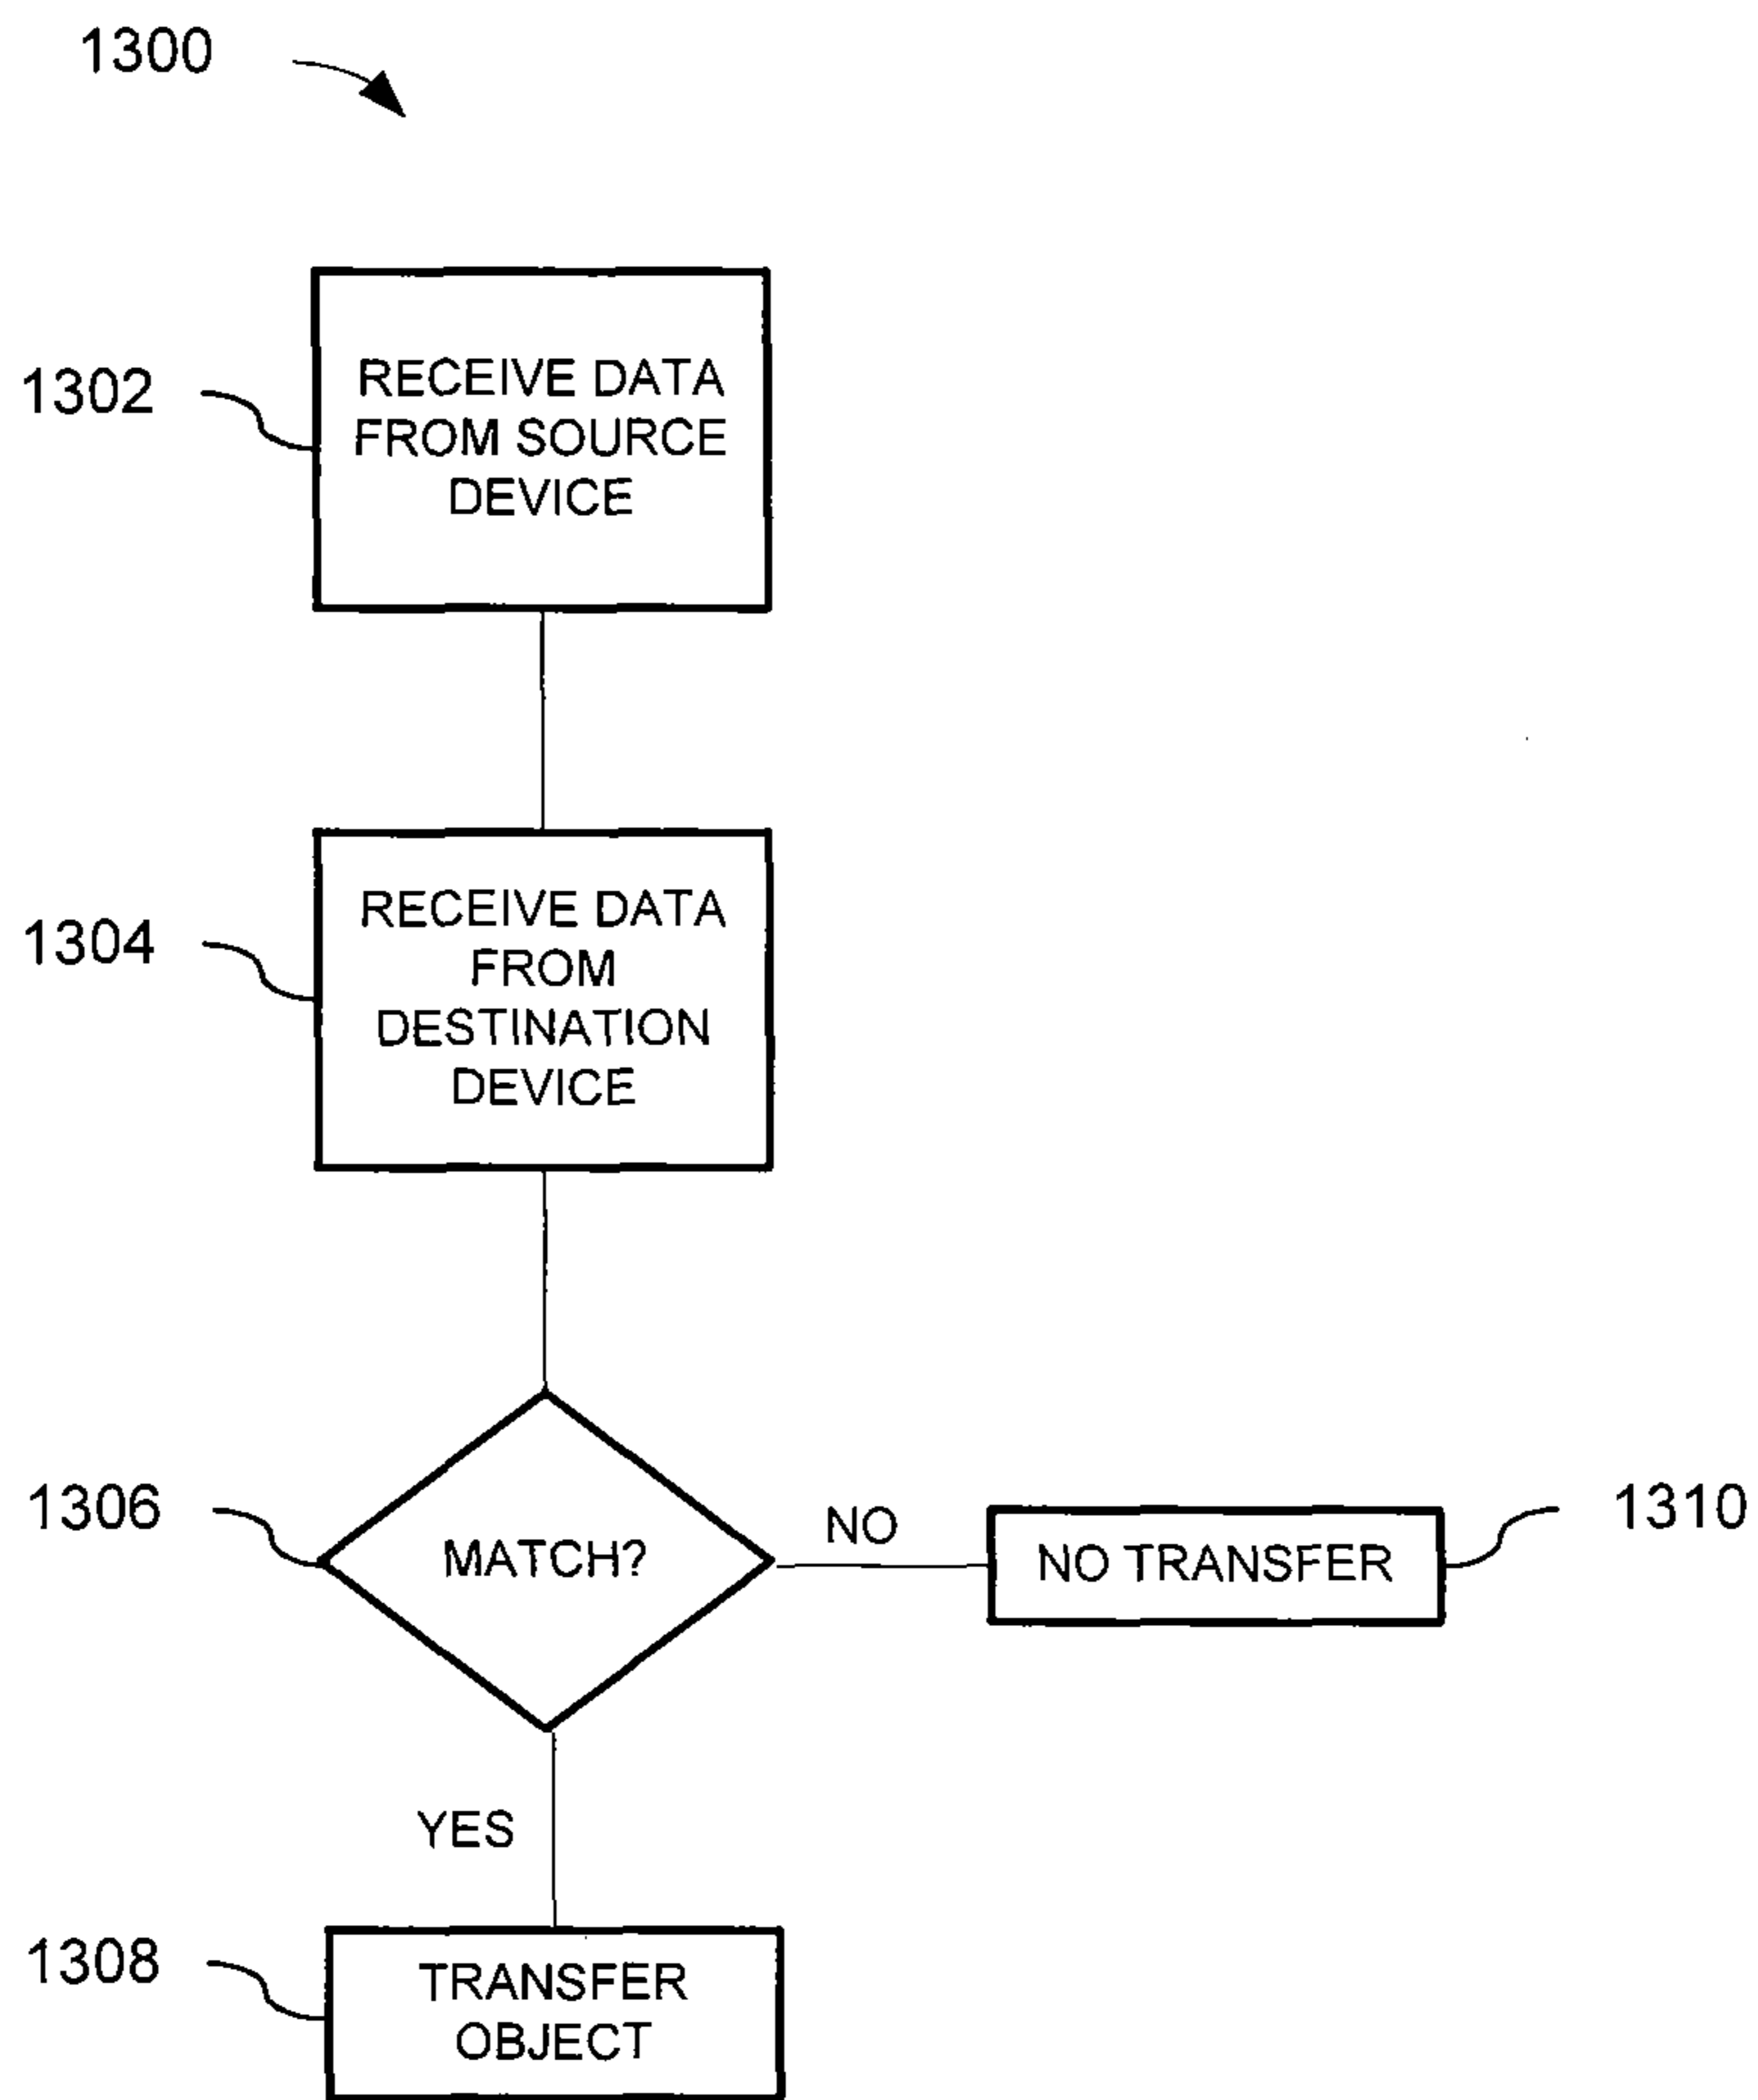 1300
1302
RECEIVE DATA
FROM SOURCE
DEVICE
1304
RECEIVE DATA
FROM
DESTINATION
DEVICE
1306
MATCH?
NO
NO TRANSFER
1310
YES
1308
TRANSFER
OBJECT